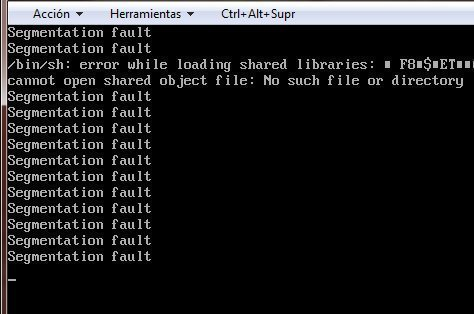 Acción Herramientas Ctrl+Alt+Supr
Segmentation fault
Segmentation fault
/bin/sh: error while loading shared libraries:
cannot open shared object file: No such file or directory
Segmentation fault
Segmentation fault
Segmentation fault
Segmentation fault
Segmentation fault
Segmentation fault
Segmentation fault
Segmentation fault
Segmentation fault
Segmentation fault
Segmentation fault